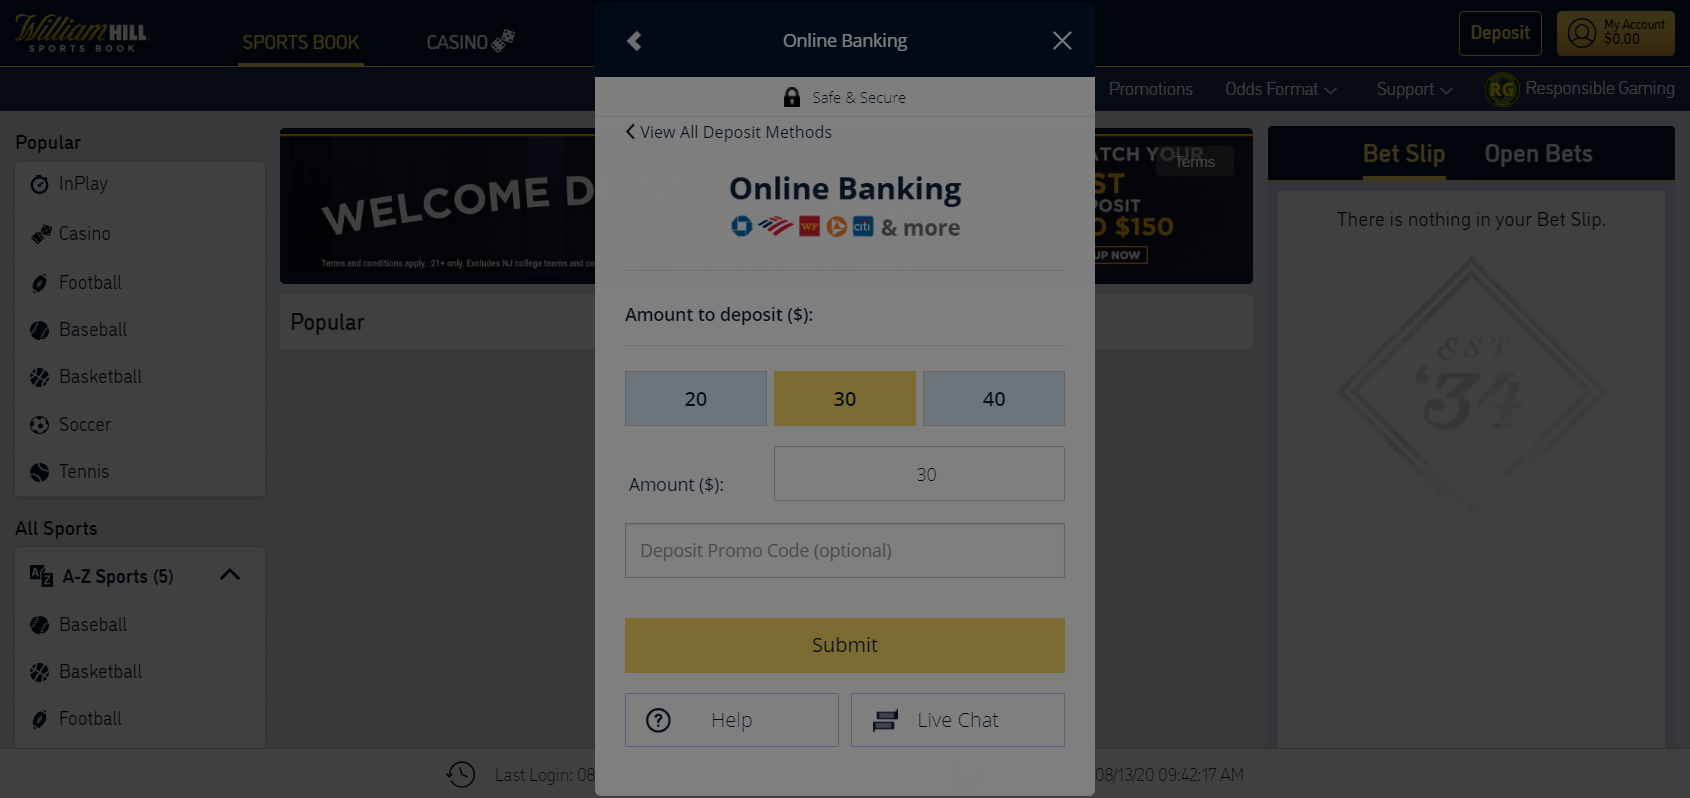 William HILL
SPORTS BOOK
SPORTS BOOK
CASINO
Online Banking
Deposit
My Account
$0.00
Promotions
Odds Format
Support
RG
Responsible Gaming
Safe & Secure
View All Deposit Methods
Popular
InPlay
Casino
Football
Baseball
Basketball
Soccer
Tennis
All Sports
AZ
A-Z Sports (5)
Baseball
Basketball
Football
WELCOME DEPOS
Terms and conditions apply. 21+ only. Excludes NJ college teams and co
ATCH YOUR
ST
POSIT
O $150
UP NOW
Terms
Popular
Online Banking
WF
citi
& more
Amount to deposit ($):
20
30
40
Amount ($):
30
Deposit Promo Code (optional)
Submit
Help
Live Chat
Bet Slip
Open Bets
There is nothing in your Bet Slip.
EST
'34
Last Login: 08
08/13/20 09:42:17 AM